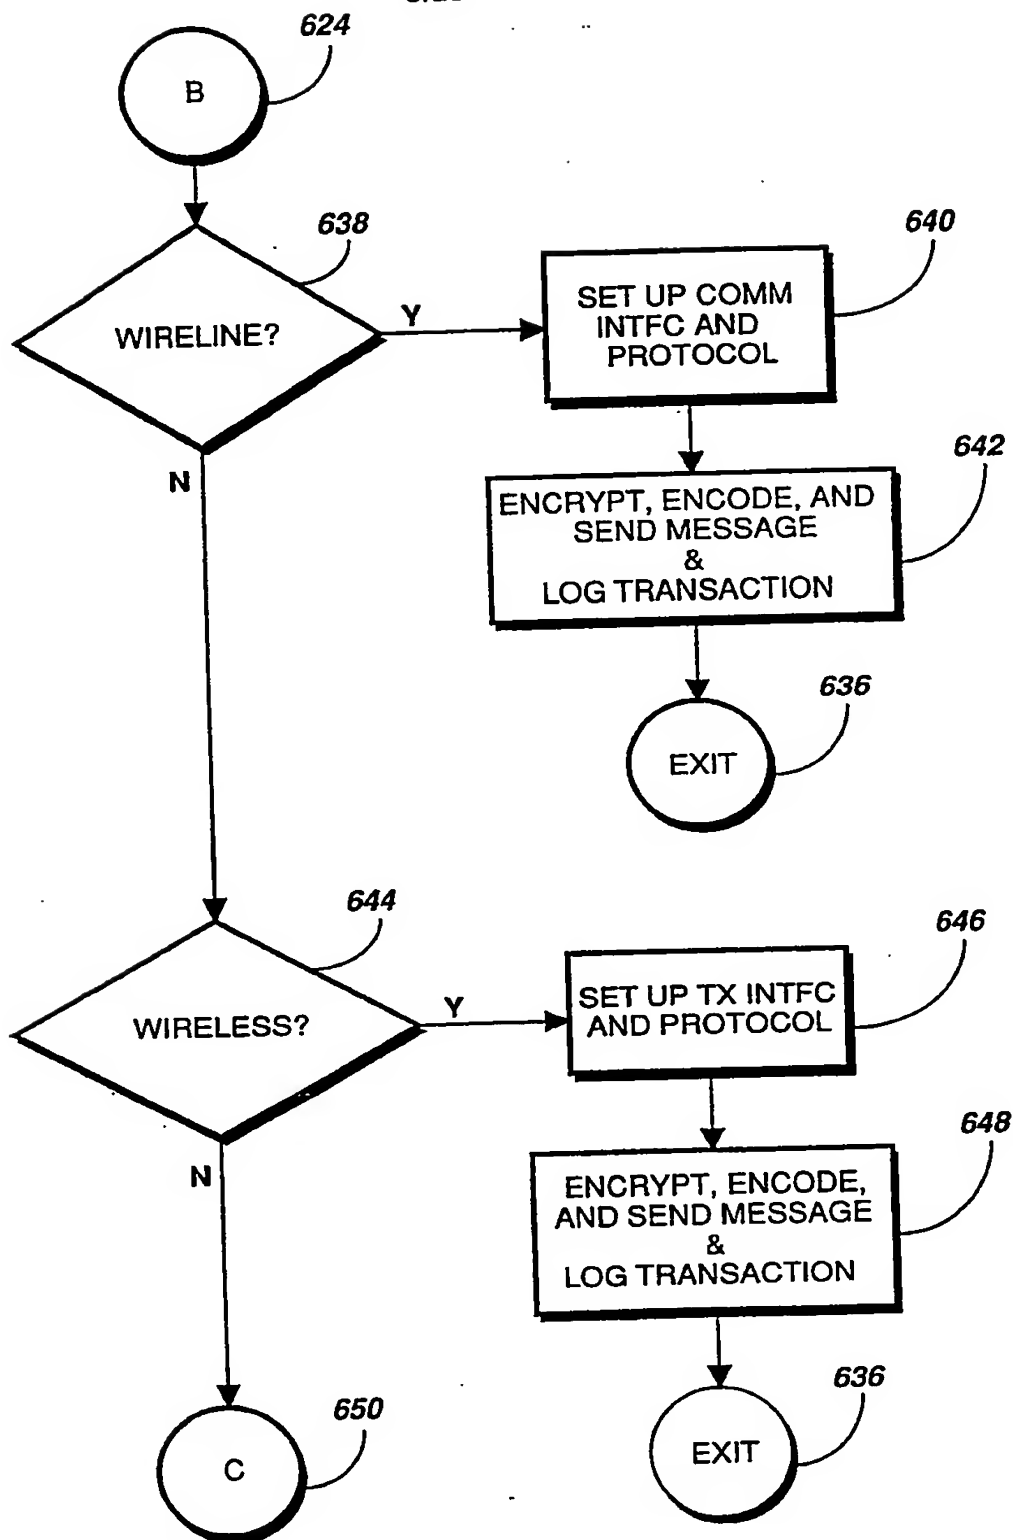 624
B
638
WIRELINE?
Y
N
640
SET UP COMM
INTFC AND
PROTOCOL
642
ENCRYPT, ENCODE, AND
SEND MESSAGE
&
LOG TRANSACTION
636
EXIT
644
WIRELESS?
Y
N
646
SET UP TX INTFC
AND PROTOCOL
648
ENCRYPT, ENCODE,
AND SEND MESSAGE
&
LOG TRANSACTION
636
EXIT
650
C